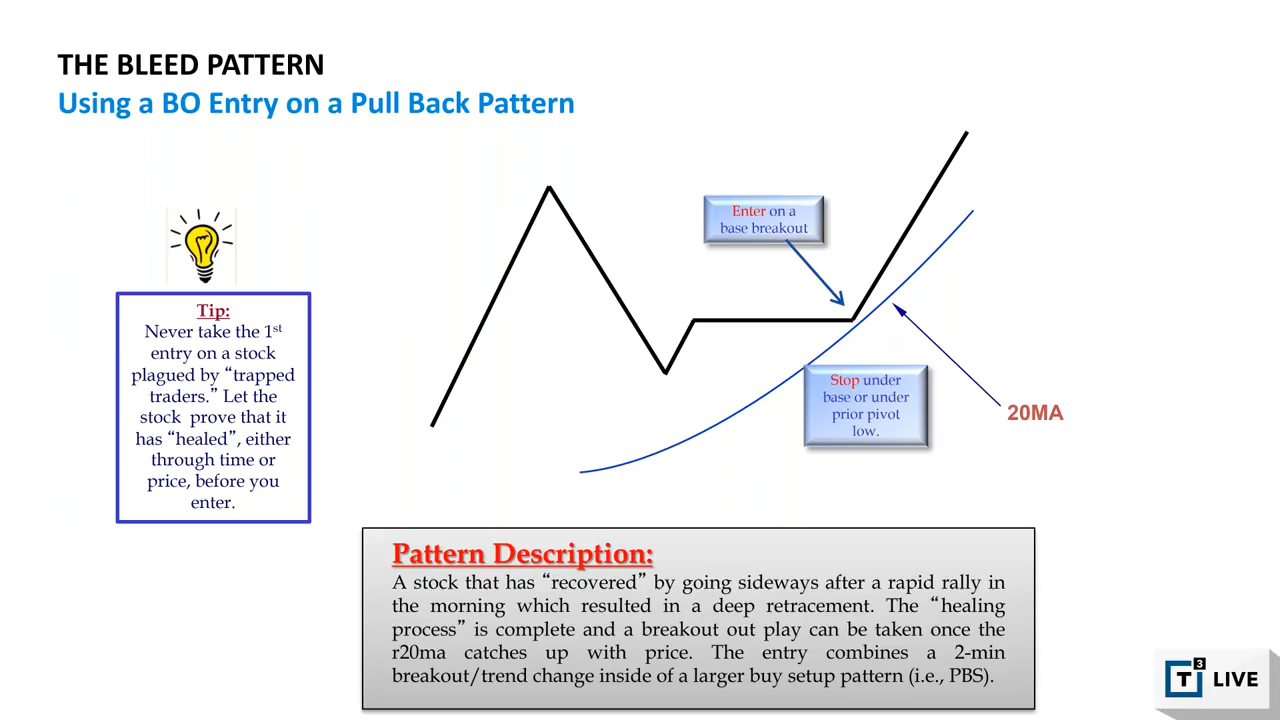 THE BLEED PATTERN
Using a BO Entry on a Pull Back Pattern
Enter on a
base breakout
Tip:
Never take the 1st
entry on a stock
plagued by “trapped
traders.” Let the
stock prove that it
has “healed”, either
through time or
price, before you
enter.
Stop under
base or under
prior pivot
low.
20MA
Pattern Description:
A stock that has “recovered” by going sideways after a rapid rally in
the morning which resulted in a deep retracement. The “healing
process” is complete and a breakout out play can be taken once the
r20ma catches up with price. The entry combines a 2-min
breakout/trend change inside of a larger buy setup pattern (i.e., PBS).
T3 LIVE